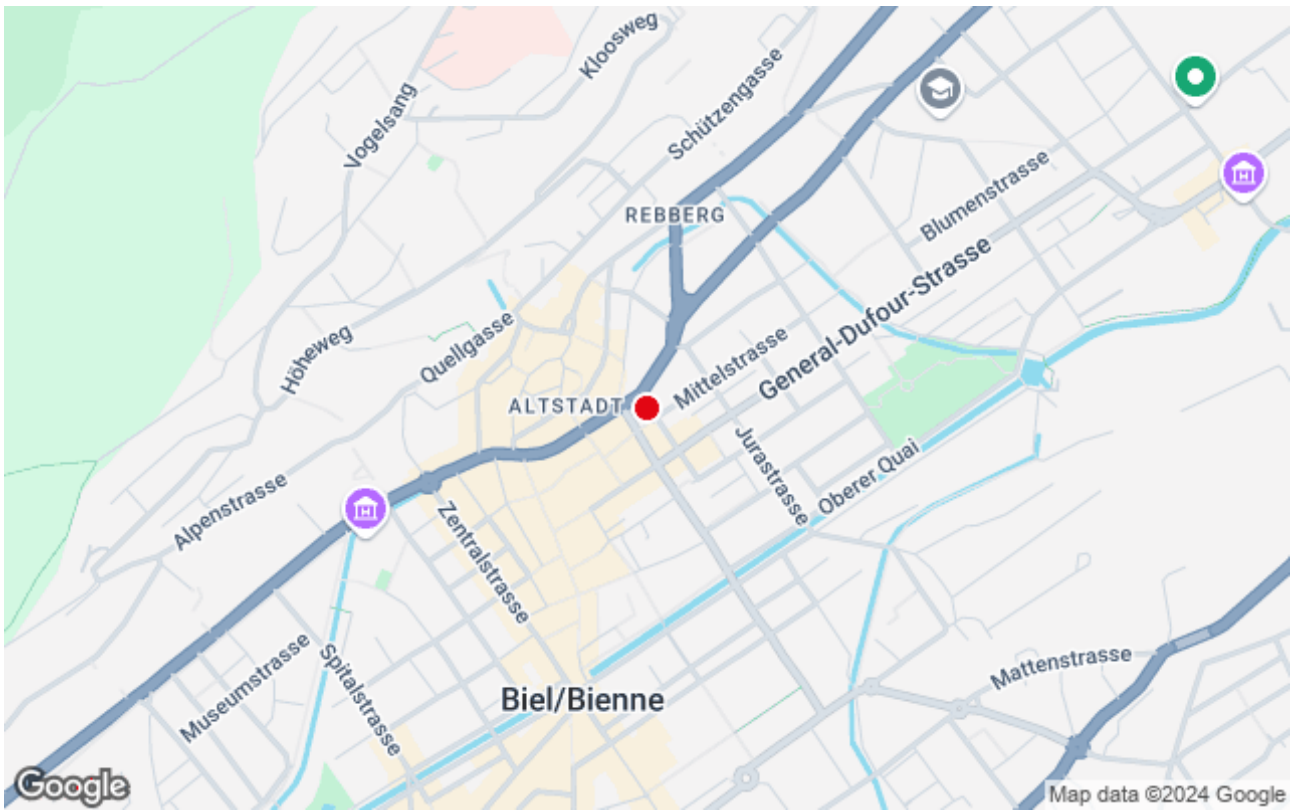 Kloosweg
Vogelsang
Schützengasse
REBBERG
Blumenstrasse
General-Dufour-Strasse
Höheweg
Quellgasse
Mittelstrasse
ALTSTADT
Jurastrasse
Oberer Quai
Alpenstrasse
Zentralstrasse
Museumstrasse
Spitalstrasse
Mattenstrasse
Biel/Bienne
Google
Map data ©2024 Google